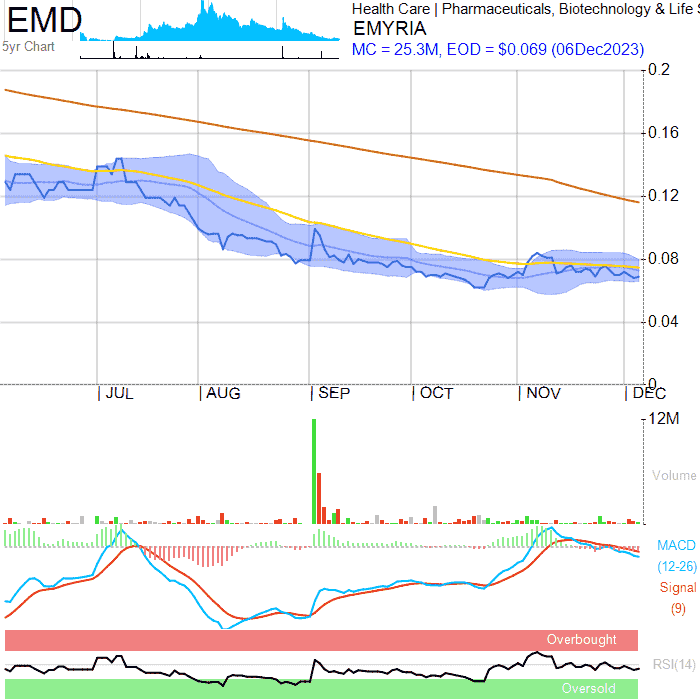 EMD
5yr Chart
Health Care | Pharmaceuticals, Biotechnology & Life
EMYRIA
MC = 25.3M, EOD = $0.069 (06Dec2023)
0.2
0.16
0.12
0.08
0.04
0
JUL AUG SEP OCT NOV DEC
12M
Volume
MACD
(12-26)
Signal
(9)
Overbought
RSI(14)
Oversold